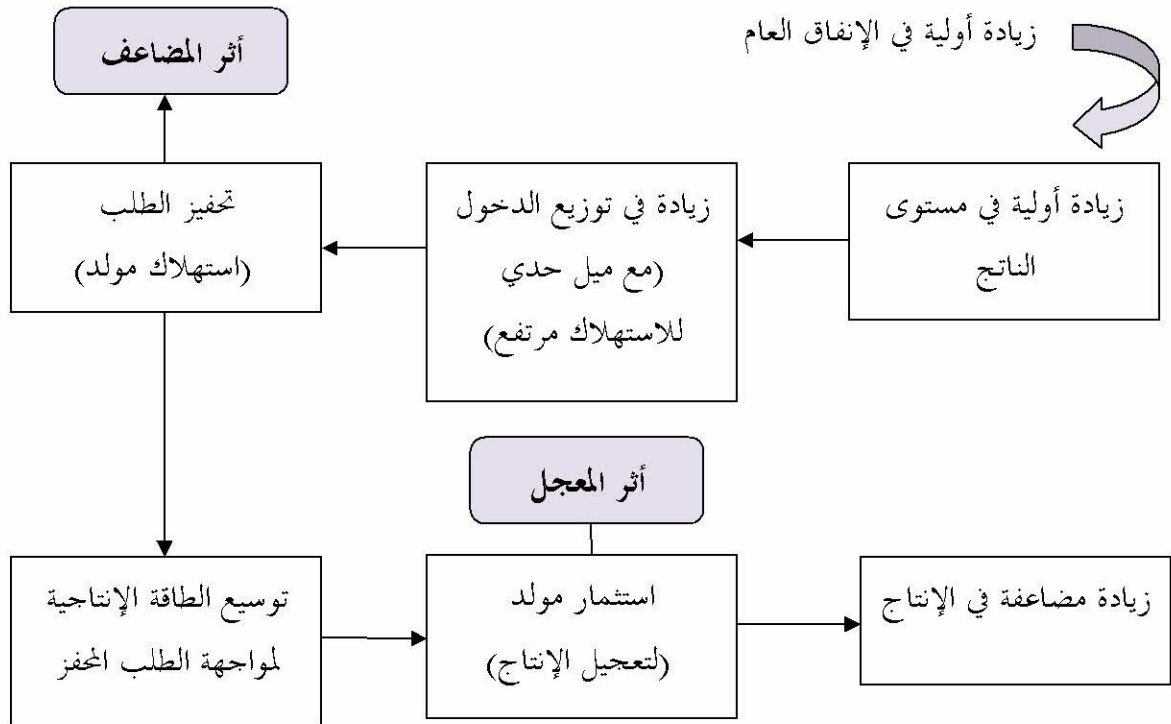 زيادة أولية في الإنفاق العام
أثر المضاعف
زيادة أولية في مستوى
الناتج
زيادة في توزيع الدخول
(مع ميل حدي
للاستهلاك مرتفع)
تحفيز الطلب
(استهلاك مولد)
أثر المعجل
توسيع الطاقة الإنتاجية
لمواجهة الطلب المحفز
استثمار مولد
(لتعجيل الإنتاج)
زيادة مضاعفة في الإنتاج